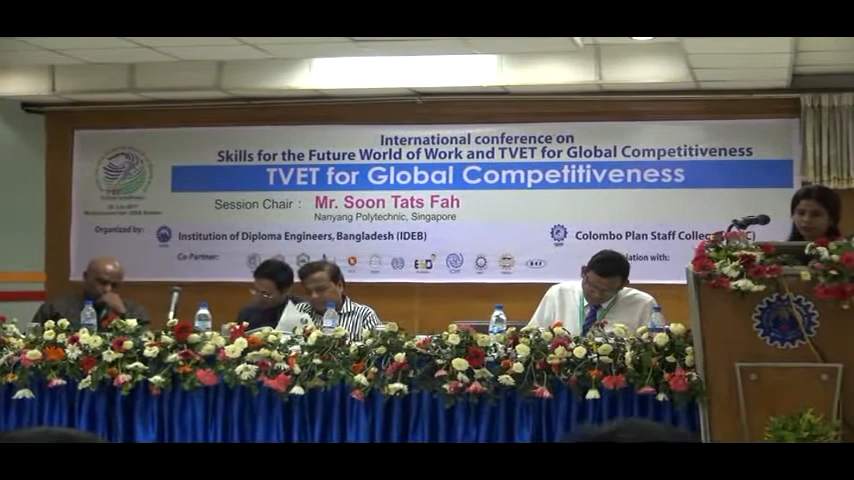 International conference on
Skills for the Future World of Work and TVET for Global Competitiveness
TVET for Global Competitiveness
Session Chair : Mr. Soon Tats Fah
Nanyang Polytechnic, Singapore
Organized by :
Institution of Diploma Engineers, Bangladesh (IDEB)
Colombo Plan Staff Colle
Co-Partner :
iation with :